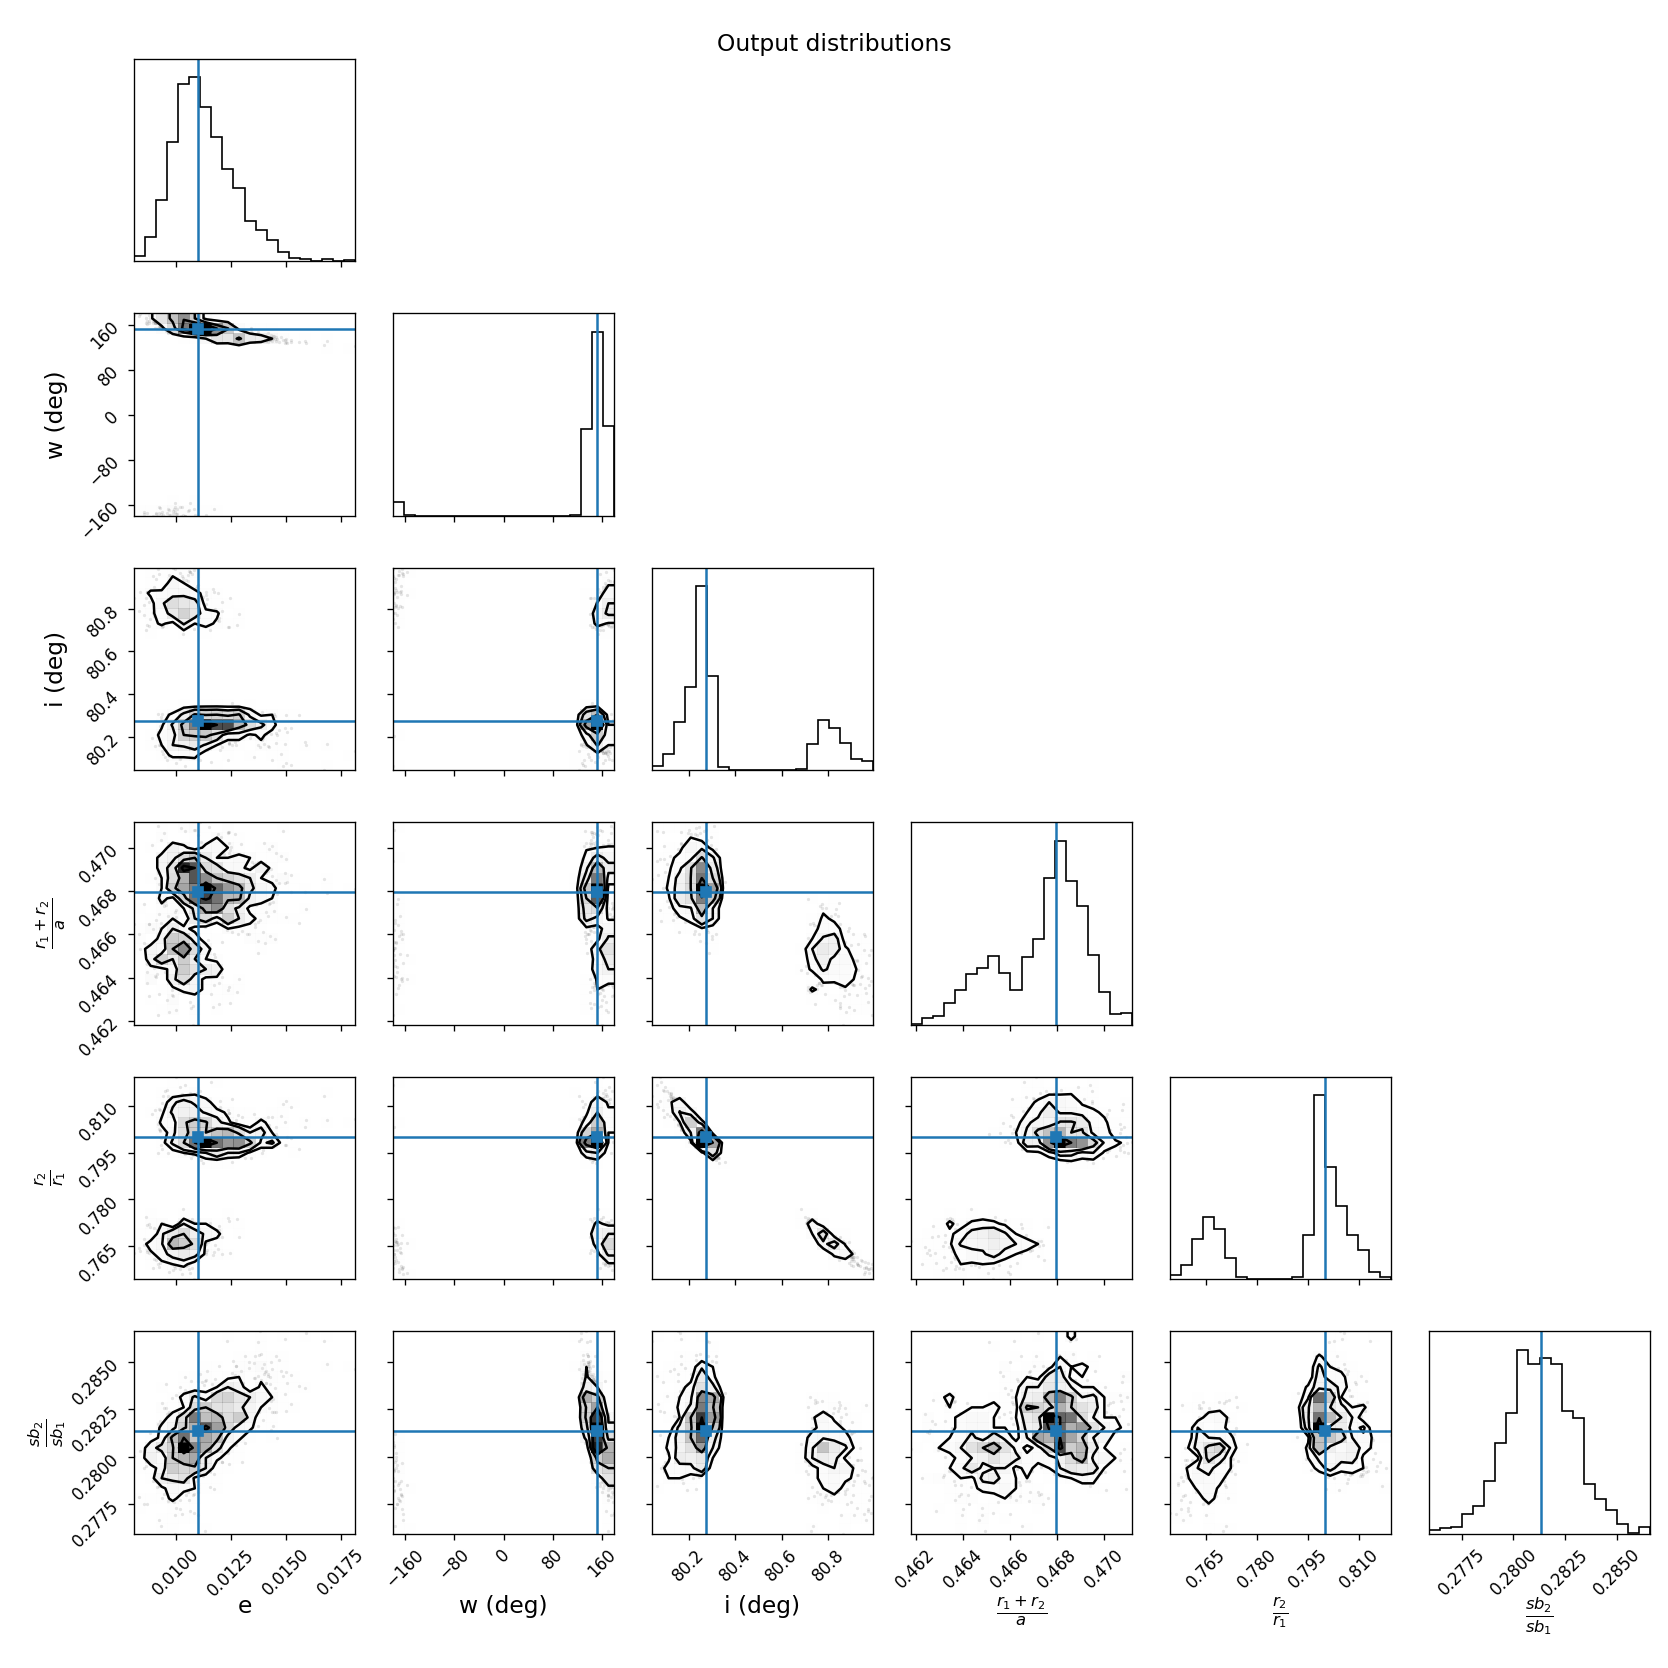 Output distributions
w (deg)
160
80
0
−80
−160
i (deg)
80.8
80.6
80.4
80.2
r₁ + r₂
a
0.470
0.468
0.466
0.464
0.462
r₂
r₁
0.810
0.795
0.780
0.765
sb₂
sb₁
0.2850
0.2825
0.2800
0.2775
0.0100 0.0125 0.0150 0.0175
e
−160 −80 0 80 160
w (deg)
80.2 80.4 80.6 80.8
i (deg)
0.462 0.464 0.466 0.468 0.470
r₁ + r₂
a
0.765 0.780 0.795 0.810
r₂
r₁
0.2775 0.2800 0.2825 0.2850
sb₂
sb₁